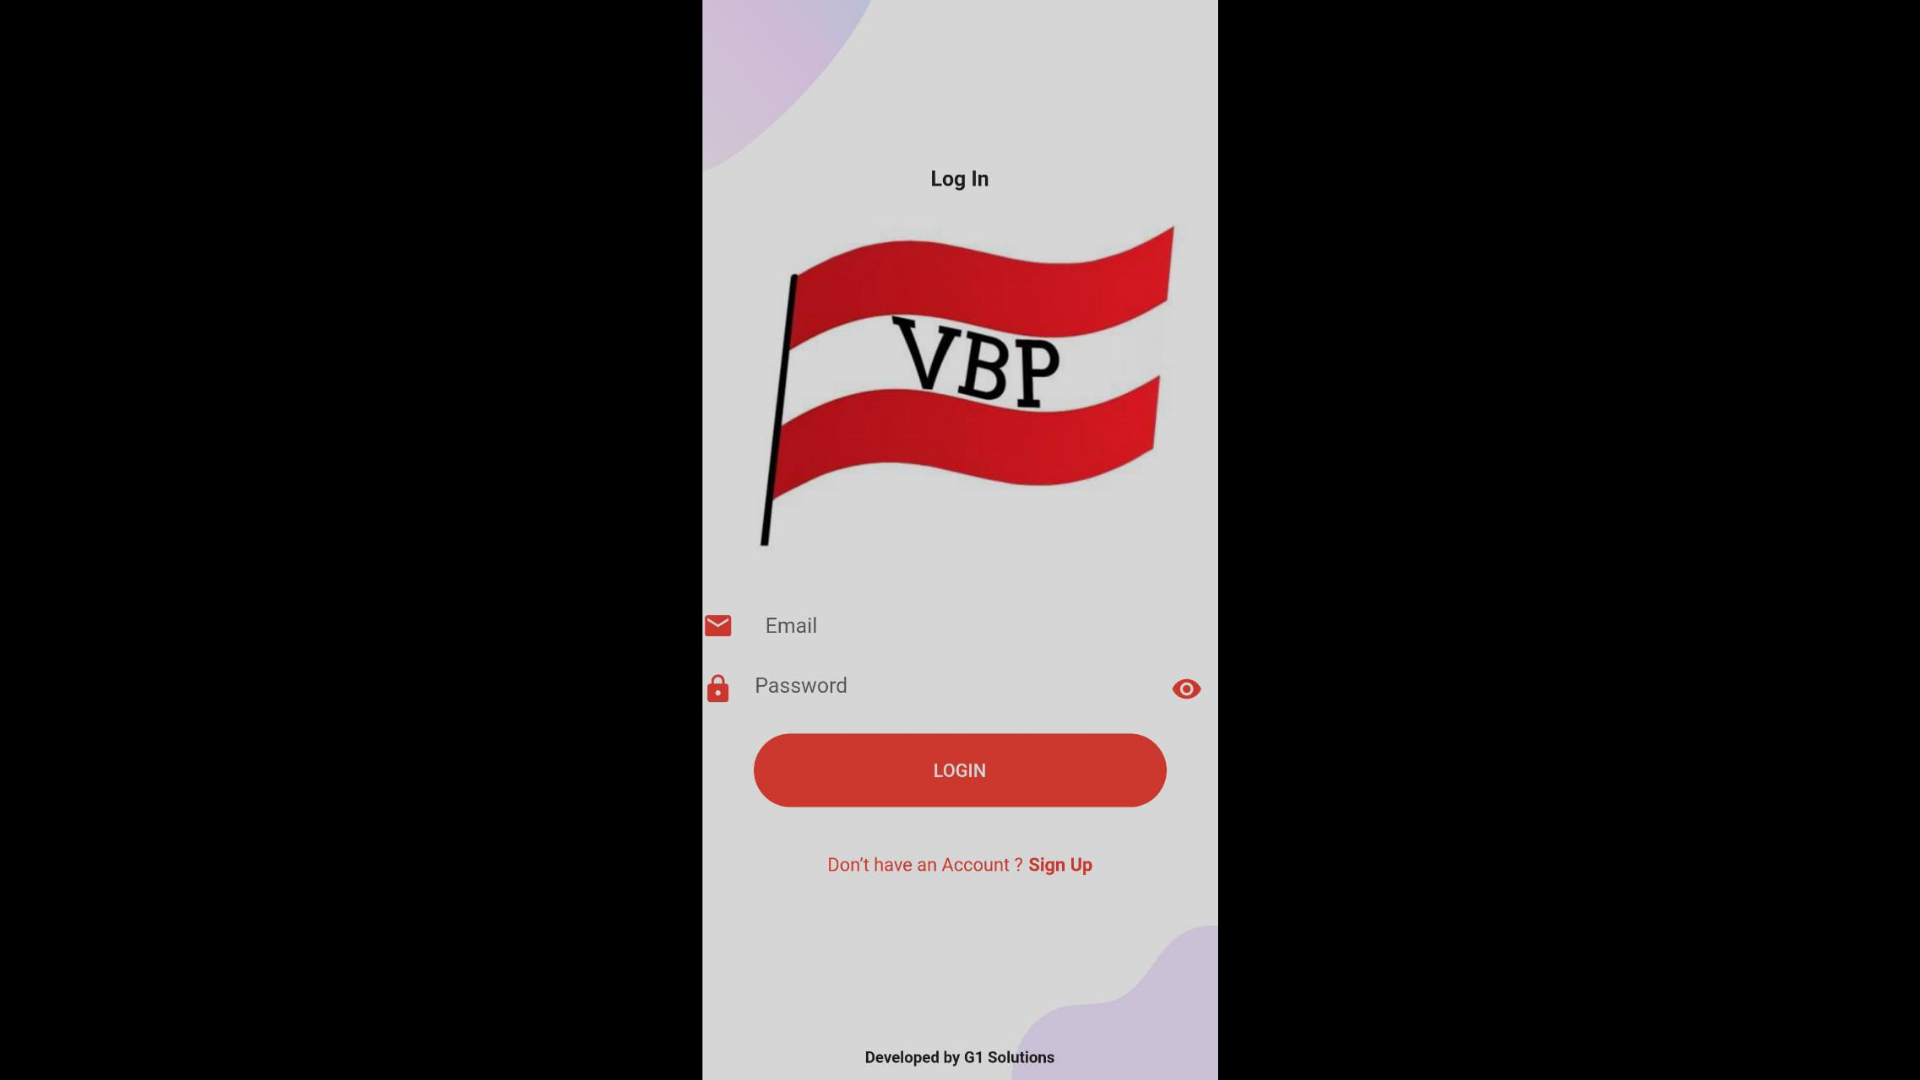 Log In
VBP
Email
Password
LOGIN
Don't have an Account ? Sign Up
Developed by G1 Solutions